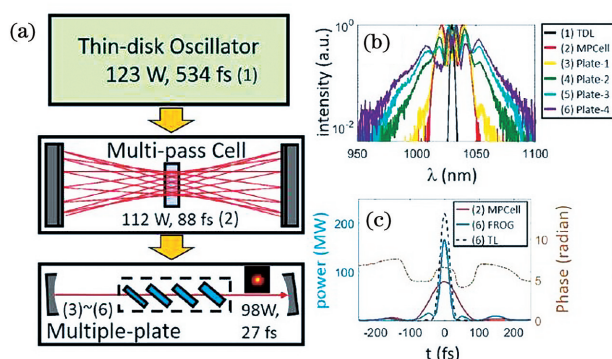 (a)
Thin-disk Oscillator
123 W, 534 fs (1)
Multi-pass Cell
112 W, 88 fs (2)
(3)~(6)
98W,
27 fs
Multiple-plate
(b)
intensity (a.u.)
10^0
10^-2
950
1000
1050
1100
λ (nm)
(1) TDL
(2) MPCell
(3) Plate-1
(4) Plate-2
(5) Plate-3
(6) Plate-4
(c)
power (MW)
200
100
0
(2) MPCell
(6) FROG
(6) TL
Phase (radian)
10
5
0
-200
-100
0
100
200
t (fs)